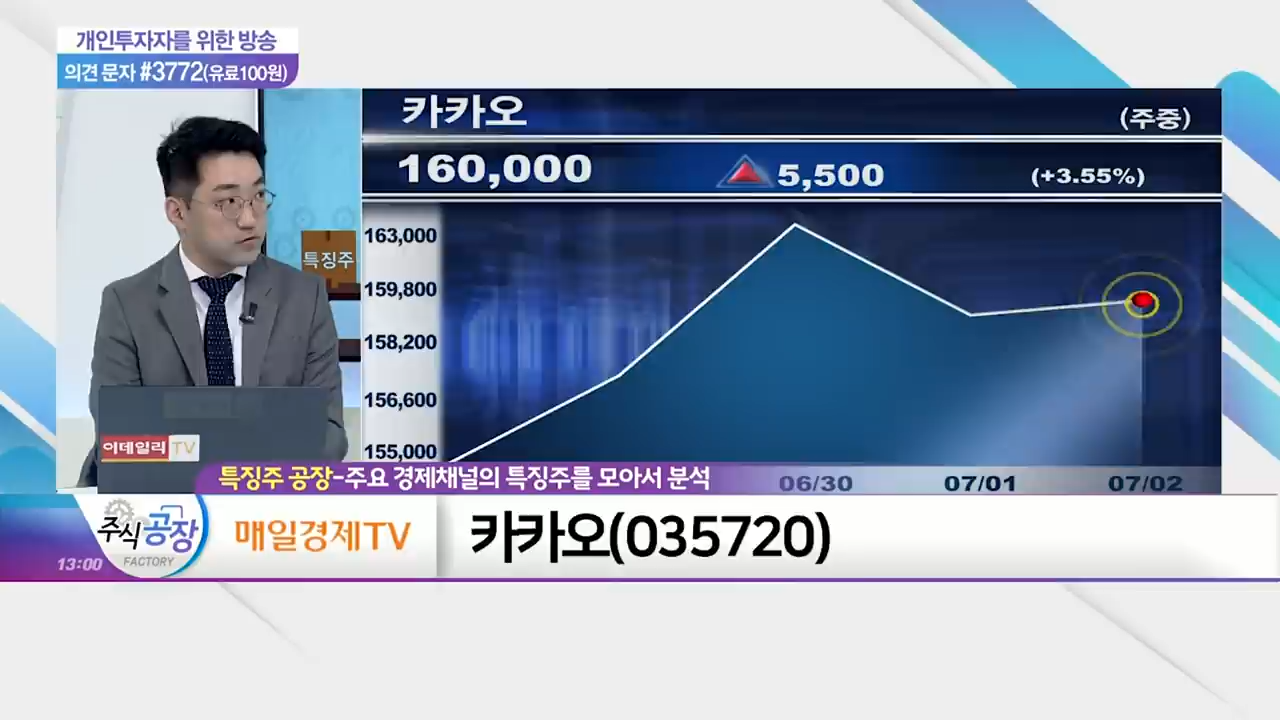 개인투자자를 위한 방송
의견 문자 #3772(유료100원)
카카오
(주중)
160,000
5,500
(+3.55%)
특징주
163,000
159,800
158,200
156,600
155,000
이데일리 TV
특징주 공장-주요 경제채널의 특징주를 모아서 분석
06/30
07/01
07/02
주식공장
FACTORY
13:00
매일경제TV
카카오(035720)